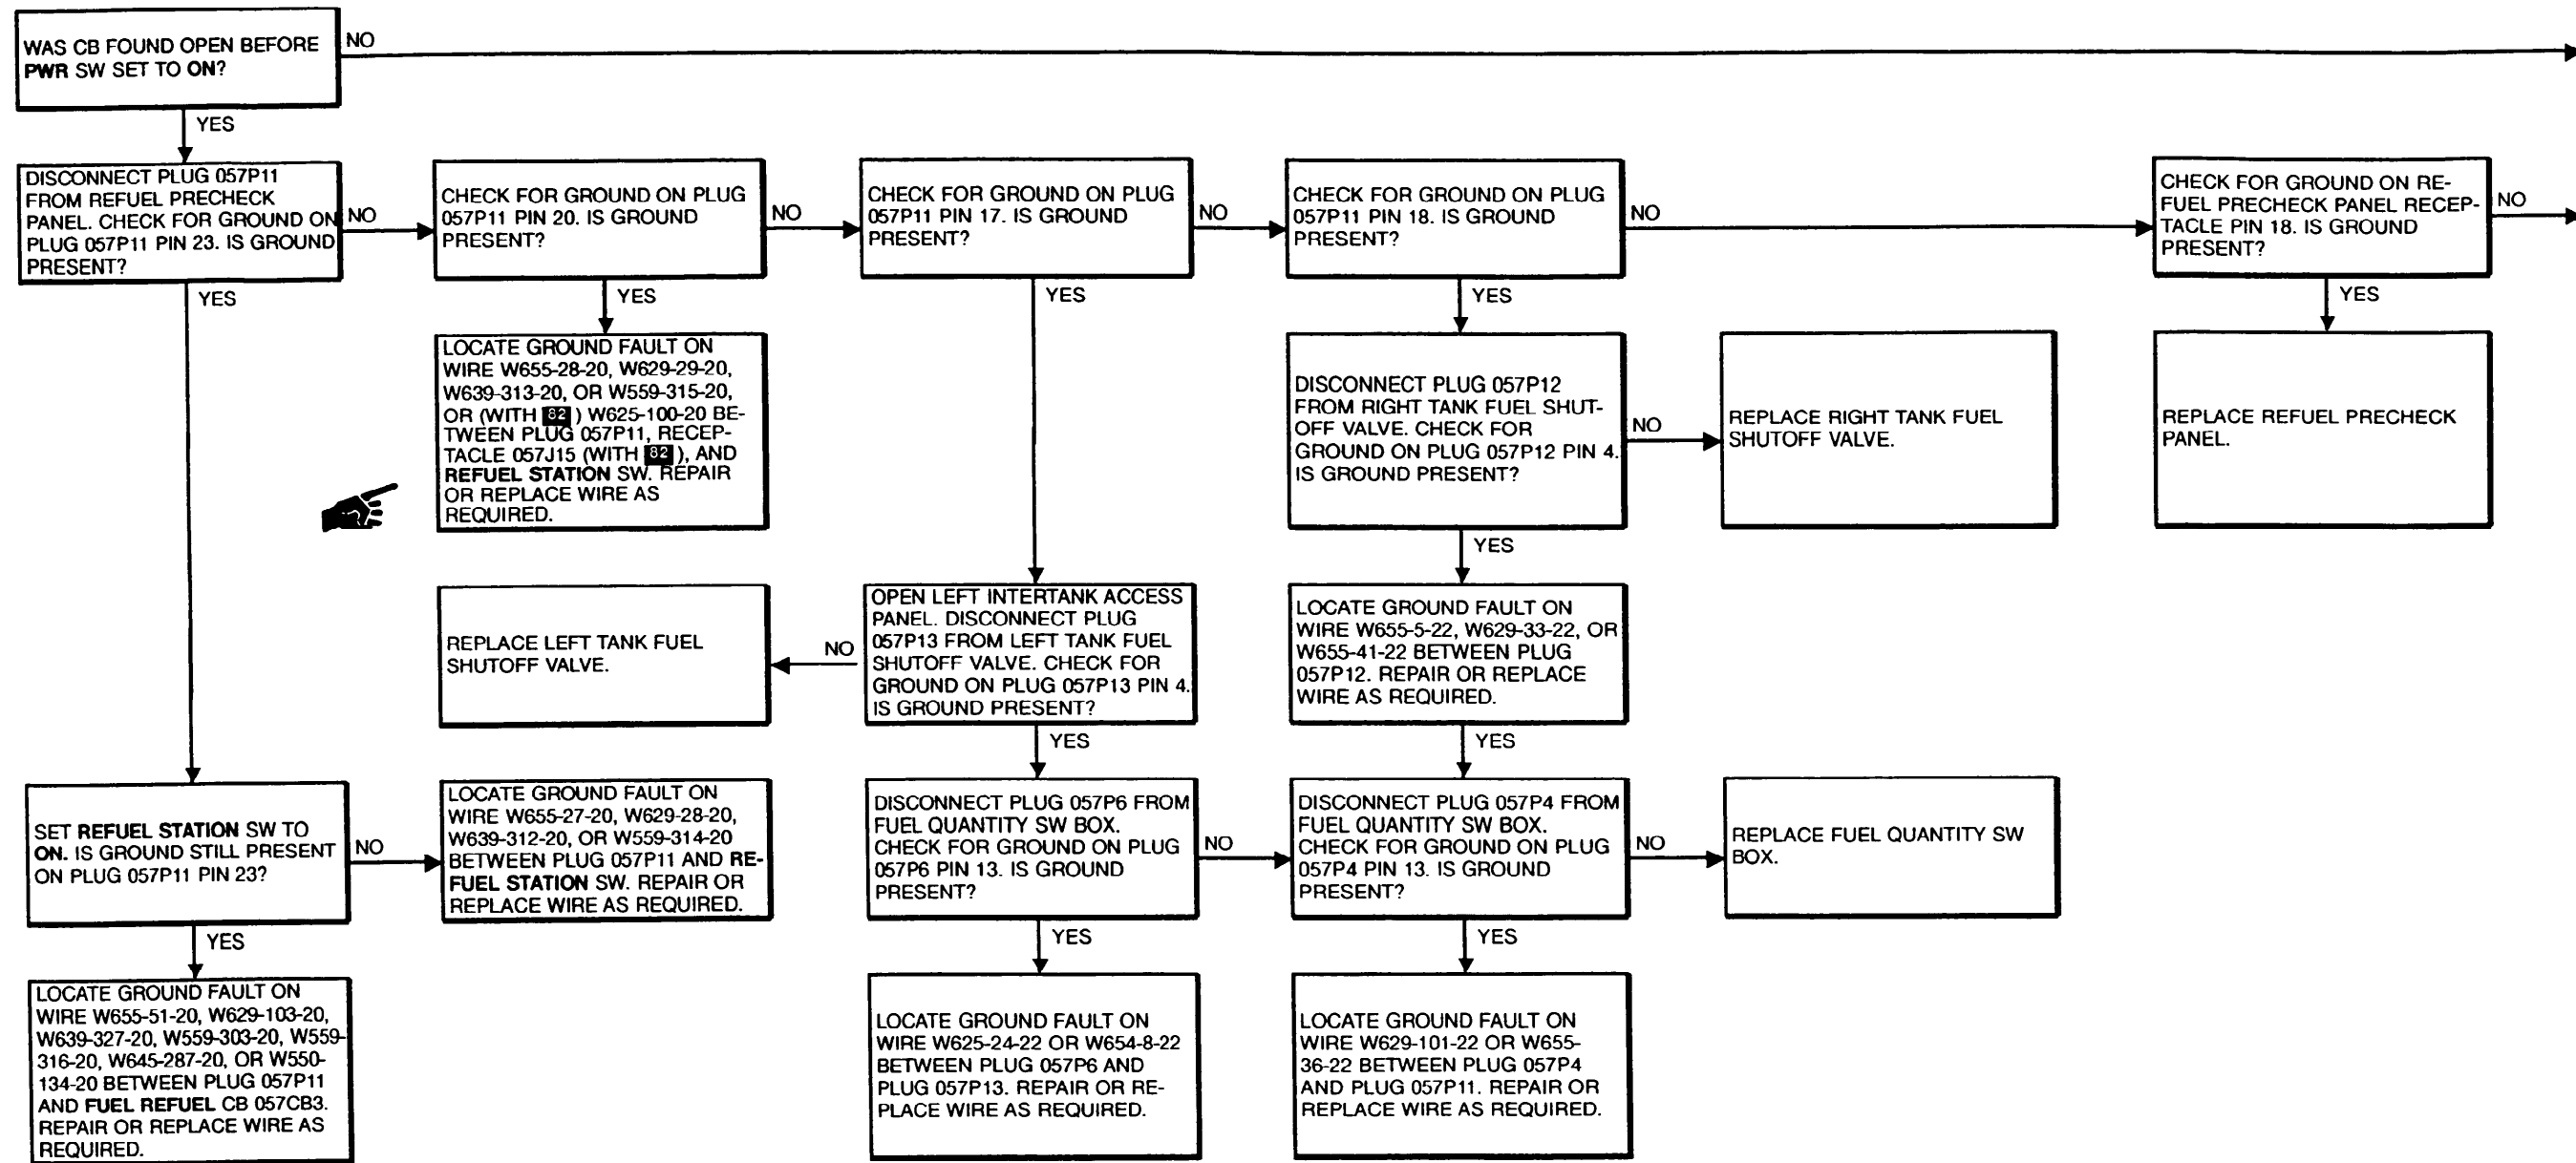 WAS CB FOUND OPEN BEFORE
PWR SW SET TO ON?
NO
YES
DISCONNECT PLUG 057P11
FROM REFUEL PRECHECK
PANEL. CHECK FOR GROUND ON
PLUG 057P11 PIN 23. IS GROUND
PRESENT?
NO
YES
CHECK FOR GROUND ON PLUG
057P11 PIN 20. IS GROUND
PRESENT?
NO
YES
CHECK FOR GROUND ON PLUG
057P11 PIN 17. IS GROUND
PRESENT?
NO
YES
CHECK FOR GROUND ON PLUG
057P11 PIN 18. IS GROUND
PRESENT?
NO
YES
CHECK FOR GROUND ON RE-
FUEL PRECHECK PANEL RECEP-
TACLE PIN 18. IS GROUND
PRESENT?
NO
YES
LOCATE GROUND FAULT ON
WIRE W655-28-20, W629-29-20,
W639-313-20, OR W559-315-20,
OR (WITH 82 ) W625-100-20 BE-
TWEEN PLUG 057P11, RECEP-
TACLE 057J15 (WITH 82 ), AND
REFUEL STATION SW. REPAIR
OR REPLACE WIRE AS
REQUIRED.
DISCONNECT PLUG 057P12
FROM RIGHT TANK FUEL SHUT-
OFF VALVE. CHECK FOR
GROUND ON PLUG 057P12 PIN 4.
IS GROUND PRESENT?
NO
YES
REPLACE RIGHT TANK FUEL
SHUTOFF VALVE.
REPLACE REFUEL PRECHECK
PANEL.
REPLACE LEFT TANK FUEL
SHUTOFF VALVE.
NO
OPEN LEFT INTERTANK ACCESS
PANEL. DISCONNECT PLUG
057P13 FROM LEFT TANK FUEL
SHUTOFF VALVE. CHECK FOR
GROUND ON PLUG 057P13 PIN 4.
IS GROUND PRESENT?
YES
LOCATE GROUND FAULT ON
WIRE W655-5-22, W629-33-22, OR
W655-41-22 BETWEEN PLUG
057P12. REPAIR OR REPLACE
WIRE AS REQUIRED.
YES
SET REFUEL STATION SW TO
ON. IS GROUND STILL PRESENT
ON PLUG 057P11 PIN 23?
NO
YES
LOCATE GROUND FAULT ON
WIRE W655-27-20, W629-28-20,
W639-312-20, OR W559-314-20
BETWEEN PLUG 057P11 AND RE-
FUEL STATION SW. REPAIR OR
REPLACE WIRE AS REQUIRED.
DISCONNECT PLUG 057P6 FROM
FUEL QUANTITY SW BOX.
CHECK FOR GROUND ON PLUG
057P6 PIN 13. IS GROUND
PRESENT?
NO
YES
DISCONNECT PLUG 057P4 FROM
FUEL QUANTITY SW BOX.
CHECK FOR GROUND ON PLUG
057P4 PIN 13. IS GROUND
PRESENT?
NO
YES
REPLACE FUEL QUANTITY SW
BOX.
LOCATE GROUND FAULT ON
WIRE W655-51-20, W629-103-20,
W639-327-20, W559-303-20, W559-
316-20, W645-287-20, OR W550-
134-20 BETWEEN PLUG 057P11
AND FUEL REFUEL CB 057CB3.
REPAIR OR REPLACE WIRE AS
REQUIRED.
LOCATE GROUND FAULT ON
WIRE W625-24-22 OR W654-8-22
BETWEEN PLUG 057P6 AND
PLUG 057P13. REPAIR OR RE-
PLACE WIRE AS REQUIRED.
LOCATE GROUND FAULT ON
WIRE W629-101-22 OR W655-
36-22 BETWEEN PLUG 057P4
AND PLUG 057P11. REPAIR OR
REPLACE WIRE AS REQUIRED.